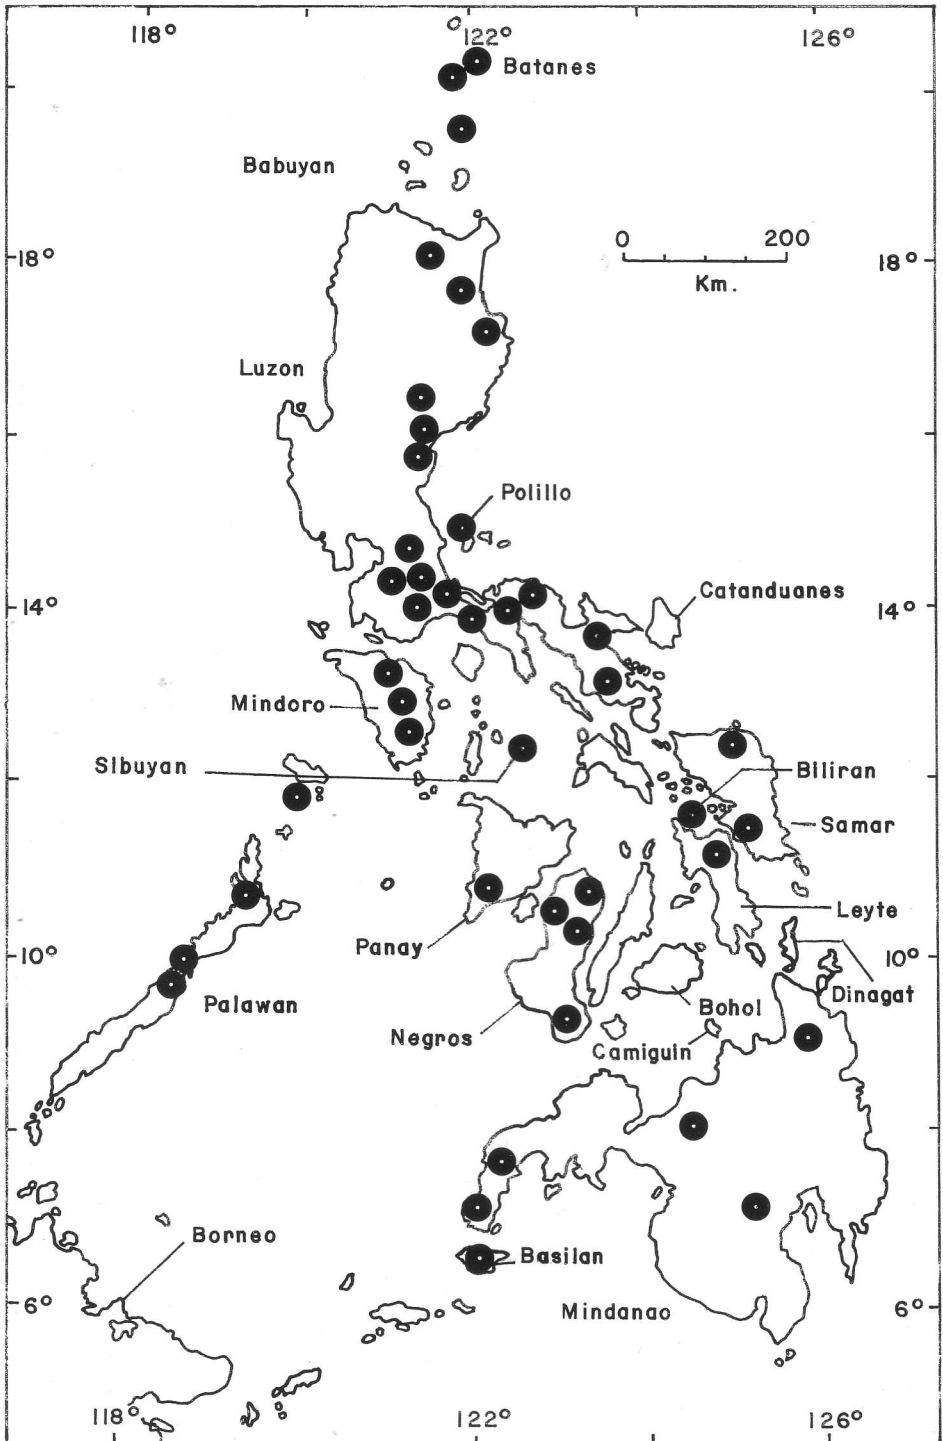 118°
122°
126°
Batanes
Babuyan
0 200
Km.
18°
18°
Luzon
Polillo
Catanduanes
14°
14°
Mindoro
Sibuyan
Biliran
Samar
Leyte
Panay
10°
10°
Dinagat
Palawan
Bohol
Negros
Camiguin
Borneo
Basilan
6°
Mindanao
6°
118°
122°
126°